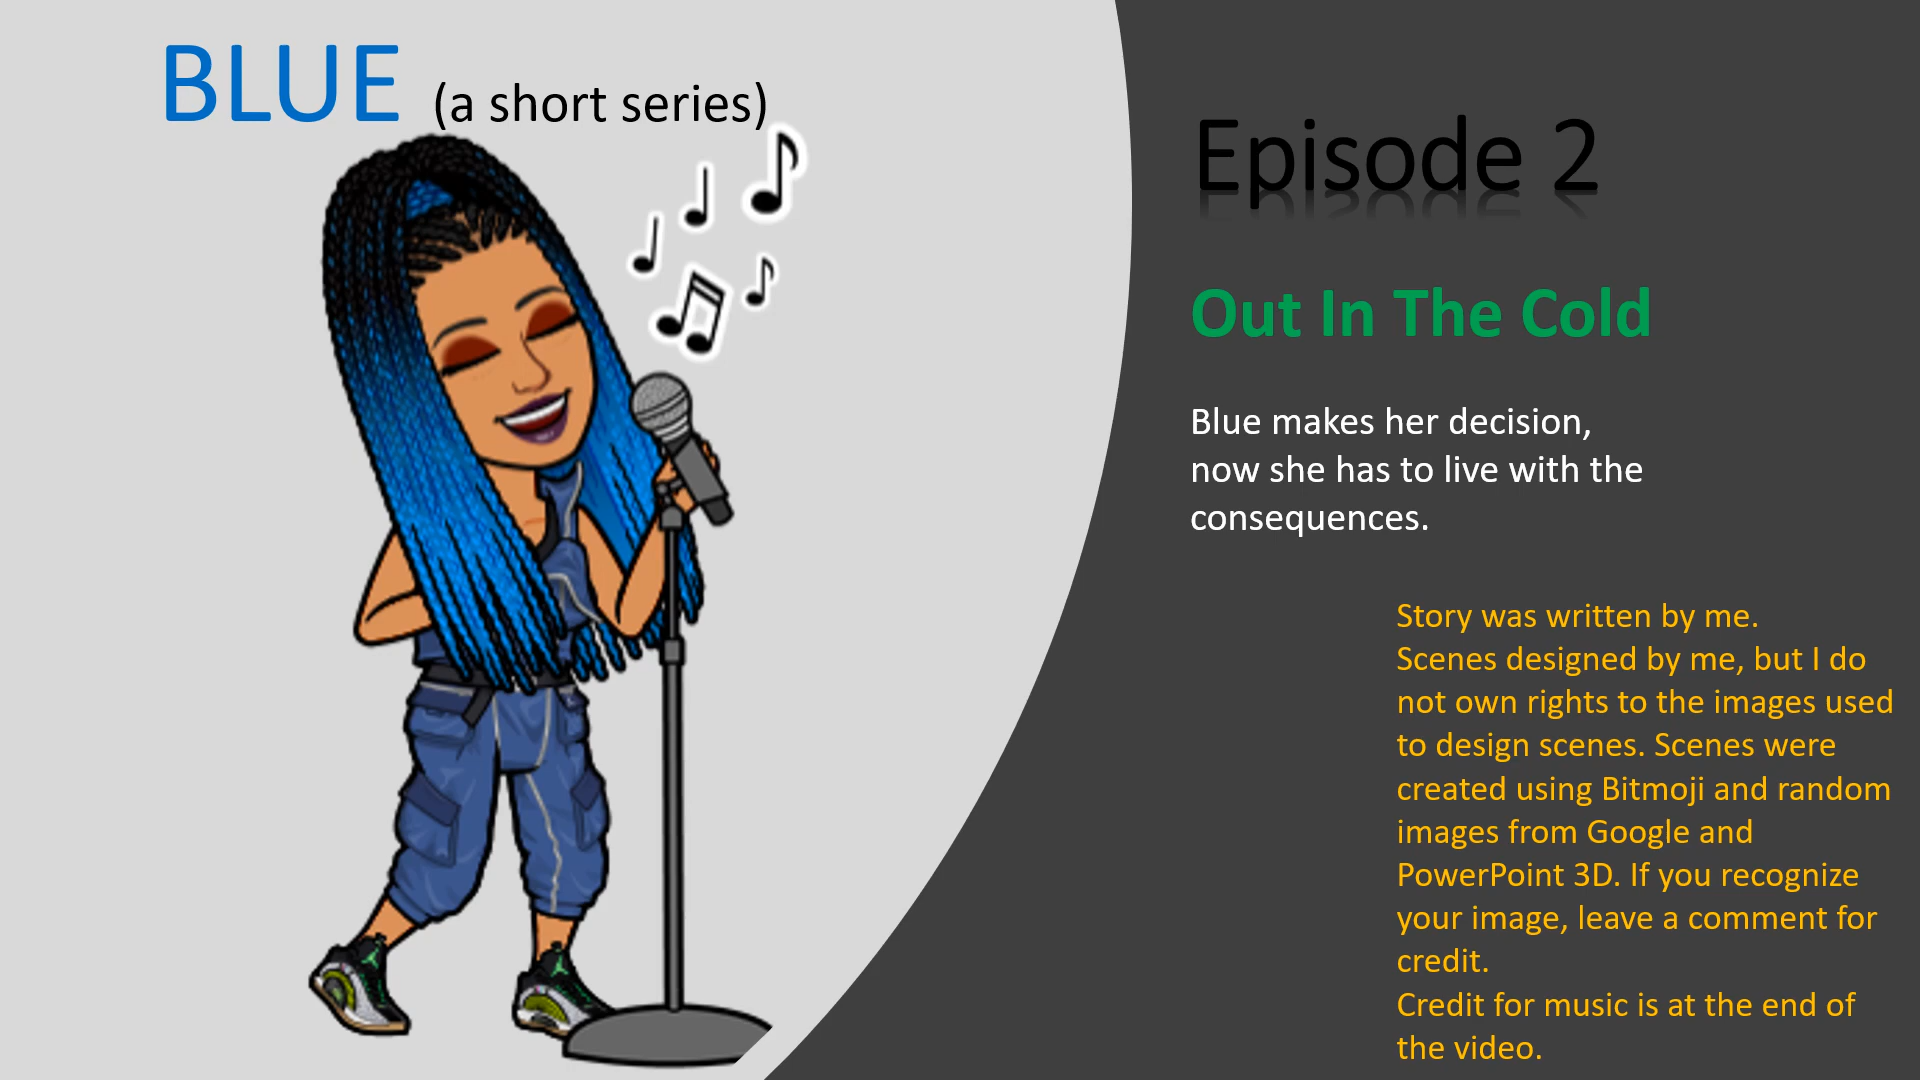 BLUE (a short series)
Episode 2
Out In The Cold
Blue makes her decision,
now she has to live with the
consequences.
Story was written by me.
Scenes designed by me, but I do
not own rights to the images used
to design scenes. Scenes were
created using Bitmoji and random
images from Google and
PowerPoint 3D. If you recognize
your image, leave a comment for
credit.
Credit for music is at the end of
the video.